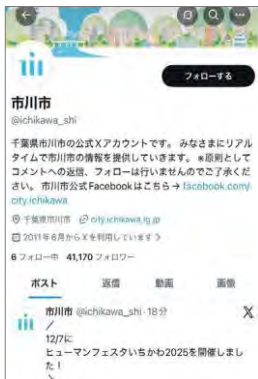 フォローする
市川市
@ichikawa_shi
千葉県市川市の公式Xアカウントです。みなさまにリアル
タイムで市川市の情報を提供していきます。＊原則として
コメントへの返信、フォローは行いませんのでご了承くだ
さい。市川市公式Facebookはこちら→ facebook.com/
city.ichikawa
千葉県市川市 city.ichikawa.lg.jp
2011年6月からXを利用しています >
6 フォロー中 41,170 フォロワー
ポスト 返信 動画 画像
市川市 @ichikawa_shi・18分
／
12/7に
ヒューマンフェスタいちかわ2025を開催しまし
た！
＼